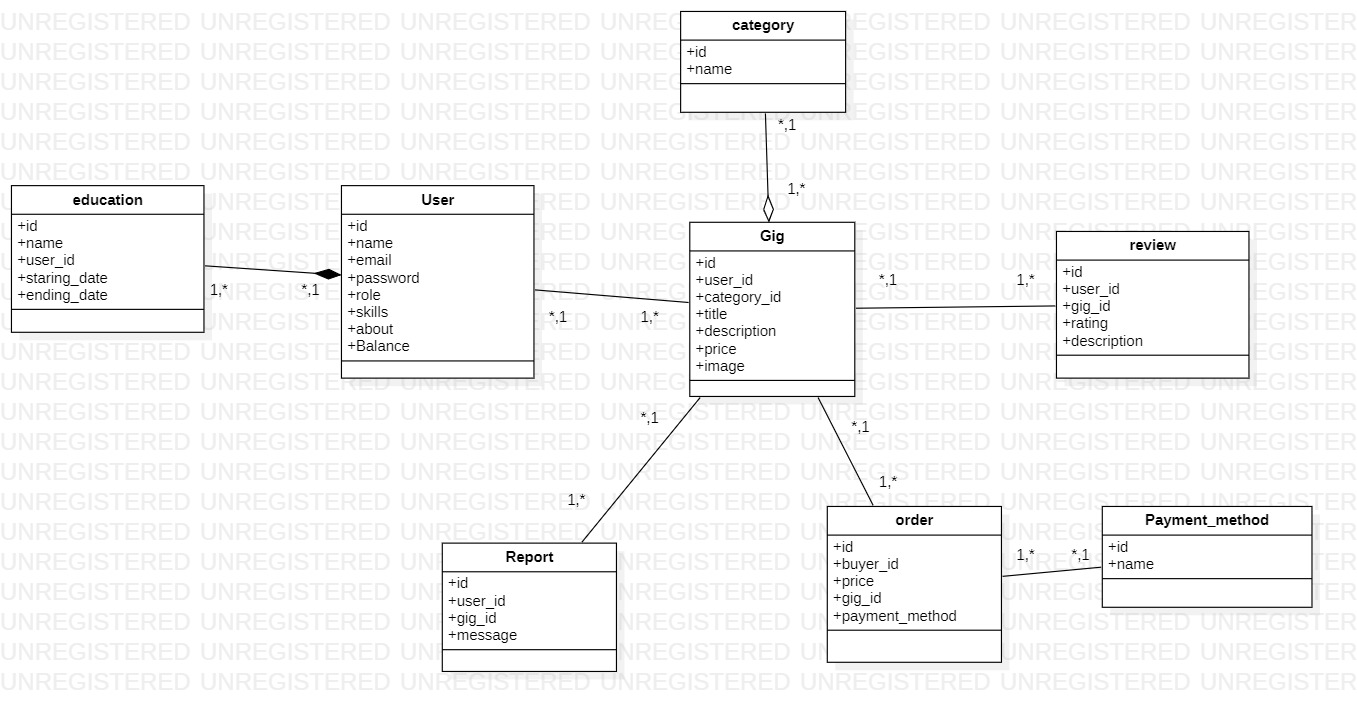 category
+id
+name
*,1
1,*
education
+id
+name
+user_id
+staring_date
+ending_date
1,*
*,1
User
+id
+name
+email
+password
+role
+skills
+about
+Balance
*,1
1,*
Gig
+id
+user_id
+category_id
+title
+description
+price
+image
*,1
1,*
review
+id
+user_id
+gig_id
+rating
+description
*,1
1,*
*,1
1,*
Report
+id
+user_id
+gig_id
+message
order
+id
+buyer_id
+price
+gig_id
+payment_method
1,*
*,1
Payment_method
+id
+name
UNREGISTERED UNREGISTERED UNREGISTERED UNREGISTERED UNREGISTERED UNREGISTERED UNREGISTER